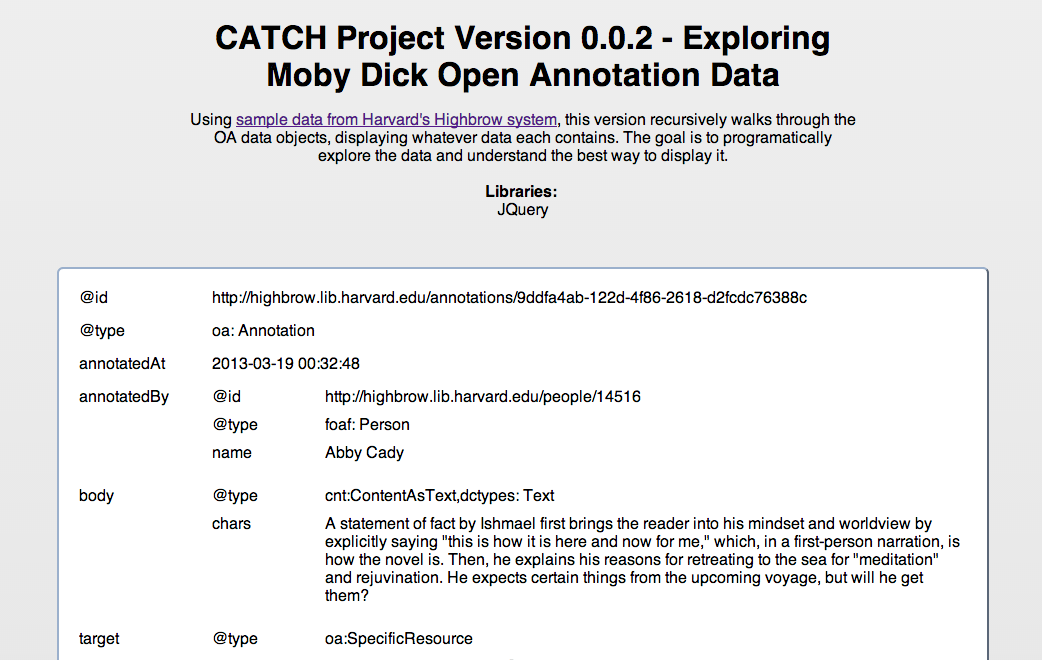 CATCH Project Version 0.0.2 - Exploring
Moby Dick Open Annotation Data
Using sample data from Harvard's Highbrow system, this version recursively walks through the
OA data objects, displaying whatever data each contains. The goal is to programatically
explore the data and understand the best way to display it.
Libraries:
JQuery
@id http://highbrow.lib.harvard.edu/annotations/9ddfa4ab-122d-4f86-2618-d2fcdc76388c
@type oa: Annotation
annotatedAt 2013-03-19 00:32:48
annotatedBy @id http://highbrow.lib.harvard.edu/people/14516
@type foaf: Person
name Abby Cady
body @type cnt:ContentAsText,dctypes: Text
chars A statement of fact by Ishmael first brings the reader into his mindset and worldview by
explicitly saying "this is how it is here and now for me," which, in a first-person narration, is
how the novel is. Then, he explains his reasons for retreating to the sea for "meditation"
and rejuvination. He expects certain things from the upcoming voyage, but will he get
them?
target @type oa:SpecificResource